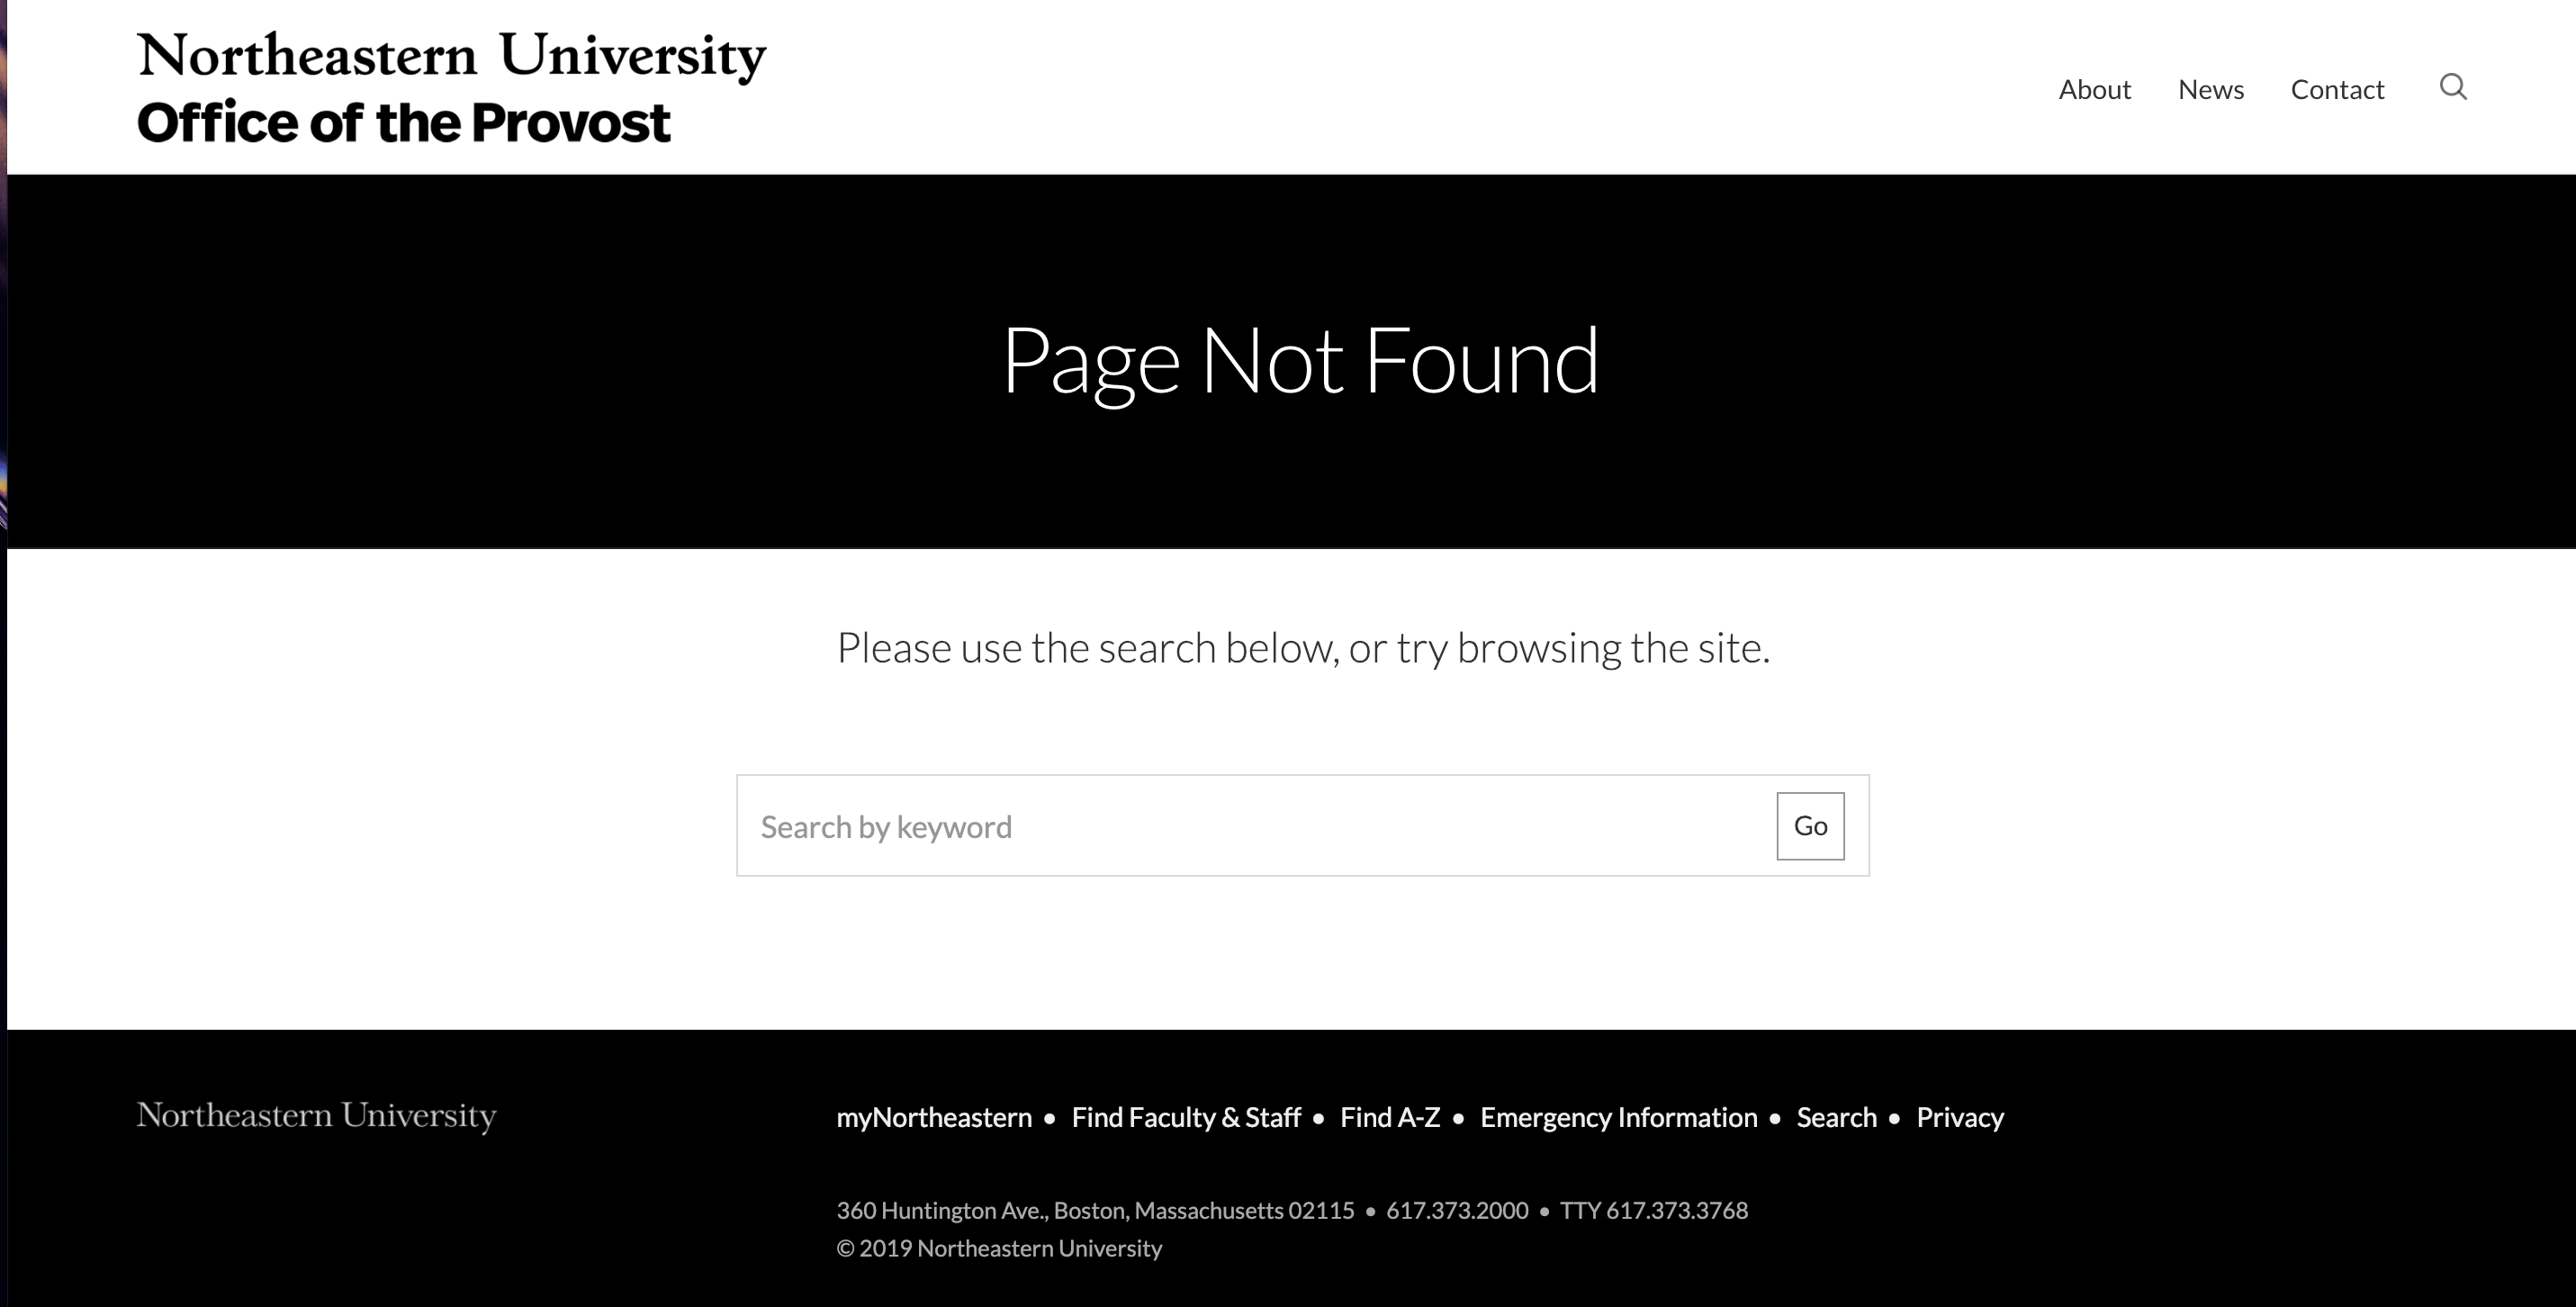 Northeastern University
Office of the Provost
About News Contact
Page Not Found
Please use the search below, or try browsing the site.
Search by keyword Go
Northeastern University
myNortheastern • Find Faculty & Staff • Find A-Z • Emergency Information • Search • Privacy
360 Huntington Ave., Boston, Massachusetts 02115 • 617.373.2000 • TTY 617.373.3768
© 2019 Northeastern University